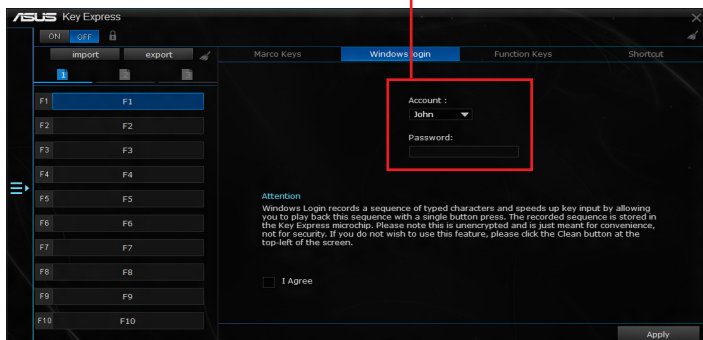 ASUS Key Express
ON OFF
import export
Marco Keys Windows login Function Keys Shortcut
1 2 3
F1 F1
F2 F2
F3 F3
F4 F4
F5 F5
F6 F6
F7 F7
F8 F8
F9 F9
F10 F10
Account :
John
Password:
Attention
Windows Login records a sequence of typed characters and speeds up key input by allowing
you to play back this sequence with a single button press. The recorded sequence is stored in
the Key Express microchip. Please note this is unencrypted and is just meant for convenience,
not for security. If you do not wish to use this feature, please click the Clean button at the
top-left of the screen.
I Agree
Apply